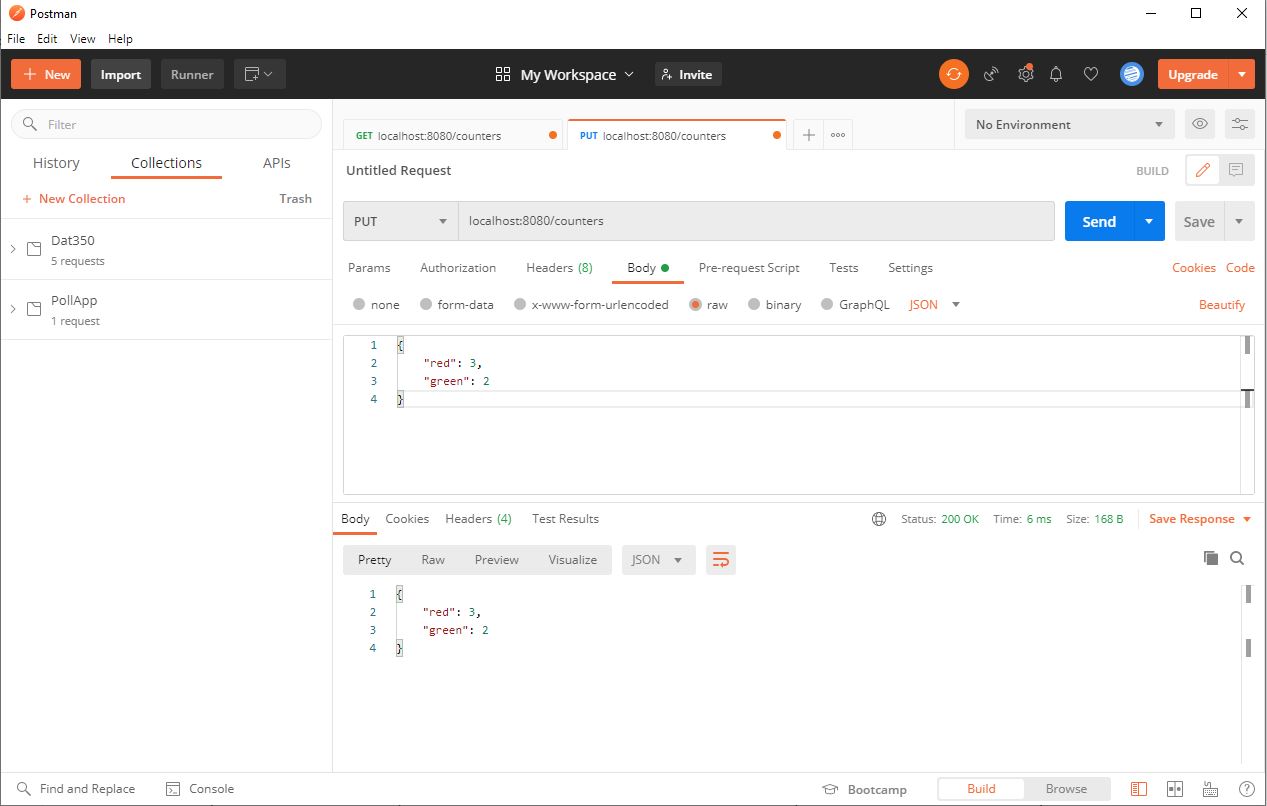 Postman
File Edit View Help
+ New Import Runner My Workspace Invite Upgrade
Filter
History Collections APIs
+ New Collection Trash
Dat350
5 requests
PollApp
1 request
GET localhost:8080/counters PUT localhost:8080/counters + ooo No Environment
Untitled Request BUILD
PUT localhost:8080/counters Send Save
Params Authorization Headers (8) Body Pre-request Script Tests Settings Cookies Code
none form-data x-www-form-urlencoded raw binary GraphQL JSON Beautify
1 {
2 "red": 3,
3 "green": 2
4 }
Body Cookies Headers (4) Test Results Status: 200 OK Time: 6 ms Size: 168 B Save Response
Pretty Raw Preview Visualize JSON
1 {
2 "red": 3,
3 "green": 2
4 }
Find and Replace Console Bootcamp Build Browse ?